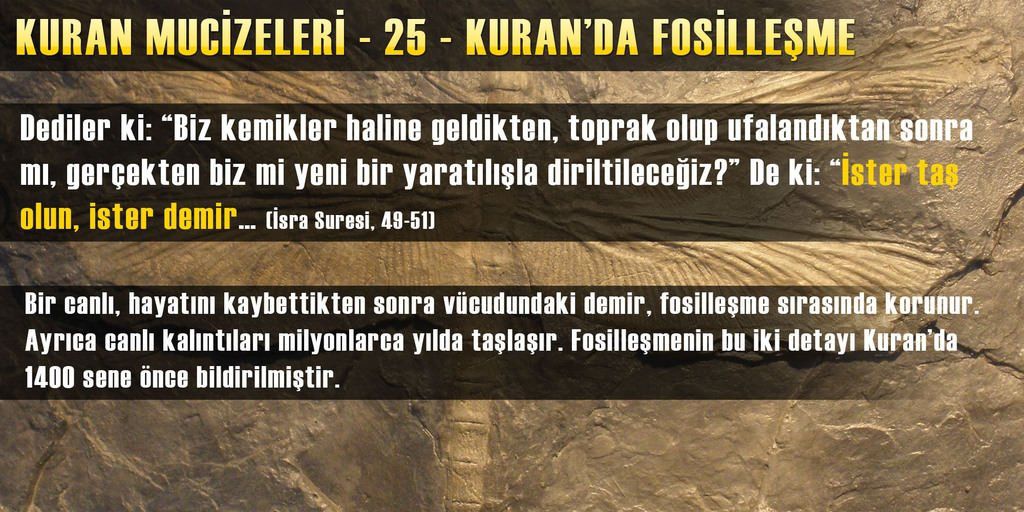 KURAN MUCİZELERİ - 25 - KURAN'DA FOSİLLEŞME
Dediler ki: “Biz kemikler haline geldikten, toprak olup ufalandıktan sonra
mı, gerçekten biz mi yeni bir yaratılışla diriltileceğiz?” De ki: “İster taş
olun, ister demir... (İsra Suresi, 49-51)
Bir canlı, hayatını kaybettikten sonra vücudundaki demir, fosilleşme sırasında korunur.
Ayrıca canlı kalıntıları milyonlarca yılda taşlaşır. Fosilleşmenin bu iki detayı Kuran'da
1400 sene önce bildirilmiştir.